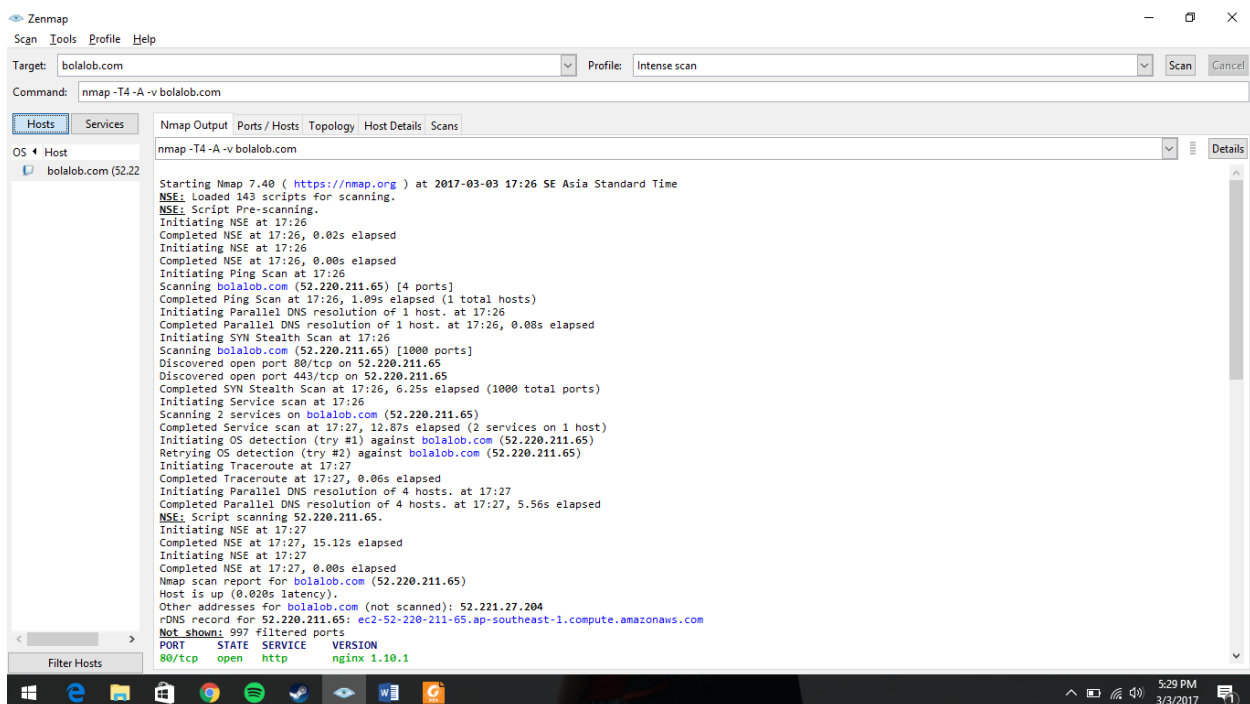 Zenmap
Scan Tools Profile Help
Target: bolalob.com Profile: Intense scan Scan Cancel
Command: nmap -T4 -A -v bolalob.com
Hosts Services Nmap Output Ports / Hosts Topology Host Details Scans
OS Host nmap -T4 -A -v bolalob.com Details
bolalob.com (52.22
Starting Nmap 7.40 ( https://nmap.org ) at 2017-03-03 17:26 SE Asia Standard Time
NSE: Loaded 143 scripts for scanning.
NSE: Script Pre-scanning.
Initiating NSE at 17:26
Completed NSE at 17:26, 0.02s elapsed
Initiating NSE at 17:26
Completed NSE at 17:26, 0.00s elapsed
Initiating Ping Scan at 17:26
Scanning bolalob.com (52.220.211.65) [4 ports]
Completed Ping Scan at 17:26, 1.09s elapsed (1 total hosts)
Initiating Parallel DNS resolution of 1 host. at 17:26
Completed Parallel DNS resolution of 1 host. at 17:26, 0.08s elapsed
Initiating SYN Stealth Scan at 17:26
Scanning bolalob.com (52.220.211.65) [1000 ports]
Discovered open port 80/tcp on 52.220.211.65
Discovered open port 443/tcp on 52.220.211.65
Completed SYN Stealth Scan at 17:26, 6.25s elapsed (1000 total ports)
Initiating Service scan at 17:26
Scanning 2 services on bolalob.com (52.220.211.65)
Completed Service scan at 17:27, 12.87s elapsed (2 services on 1 host)
Initiating OS detection (try #1) against bolalob.com (52.220.211.65)
Retrying OS detection (try #2) against bolalob.com (52.220.211.65)
Initiating Traceroute at 17:27
Completed Traceroute at 17:27, 0.06s elapsed
Initiating Parallel DNS resolution of 4 hosts. at 17:27
Completed Parallel DNS resolution of 4 hosts. at 17:27, 5.56s elapsed
NSE: Script scanning 52.220.211.65.
Initiating NSE at 17:27
Completed NSE at 17:27, 15.12s elapsed
Initiating NSE at 17:27
Completed NSE at 17:27, 0.00s elapsed
Nmap scan report for bolalob.com (52.220.211.65)
Host is up (0.020s latency).
Other addresses for bolalob.com (not scanned): 52.221.27.204
rDNS record for 52.220.211.65: ec2-52-220-211-65.ap-southeast-1.compute.amazonaws.com
Not shown: 997 filtered ports
PORT STATE SERVICE VERSION
80/tcp open http nginx 1.10.1
Filter Hosts
5:29 PM
3/3/2017